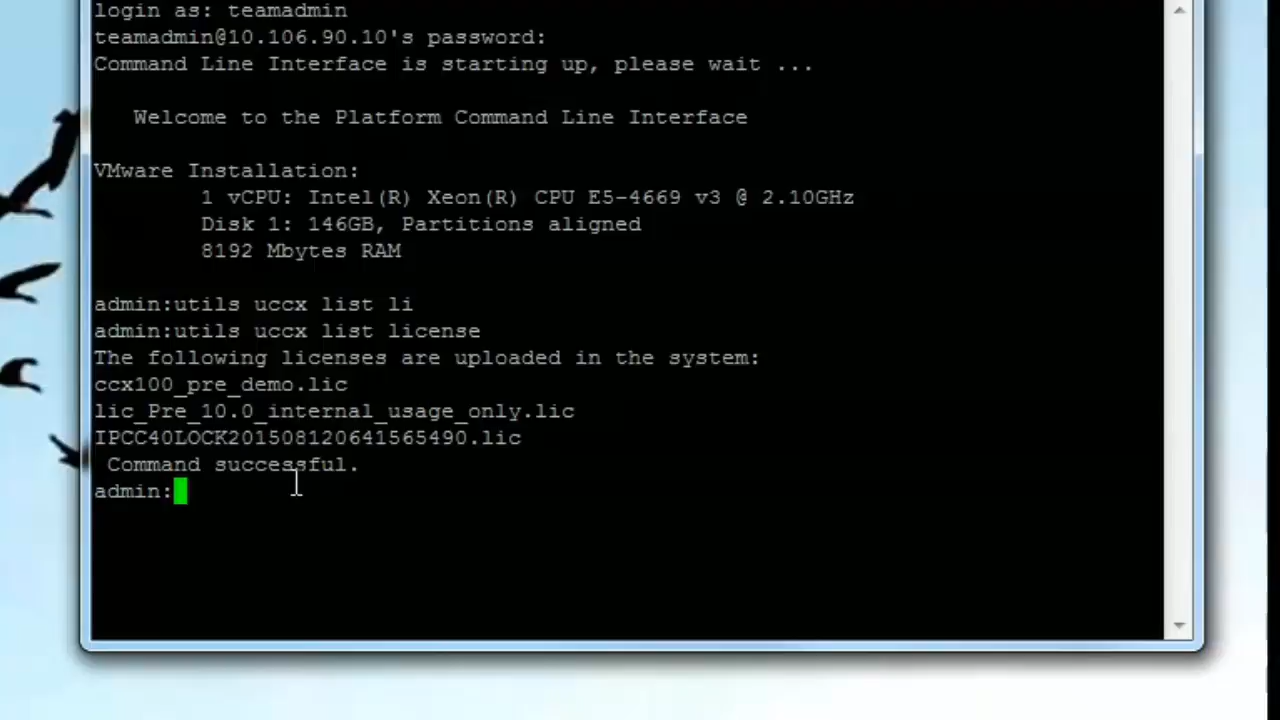 login as: teamadmin
teamadmin@10.106.90.10's password:
Command Line Interface is starting up, please wait ...
Welcome to the Platform Command Line Interface
VMware Installation:
1 vCPU: Intel(R) Xeon(R) CPU E5-4669 v3 @ 2.10GHz
Disk 1: 146GB, Partitions aligned
8192 Mbytes RAM
admin:utils uccx list li
admin:utils uccx list license
The following licenses are uploaded in the system:
ccx100_pre_demo.lic
lic_Pre_10.0_internal_usage_only.lic
IPCC40LOCK201508120641565490.lic
Command successful.
admin: